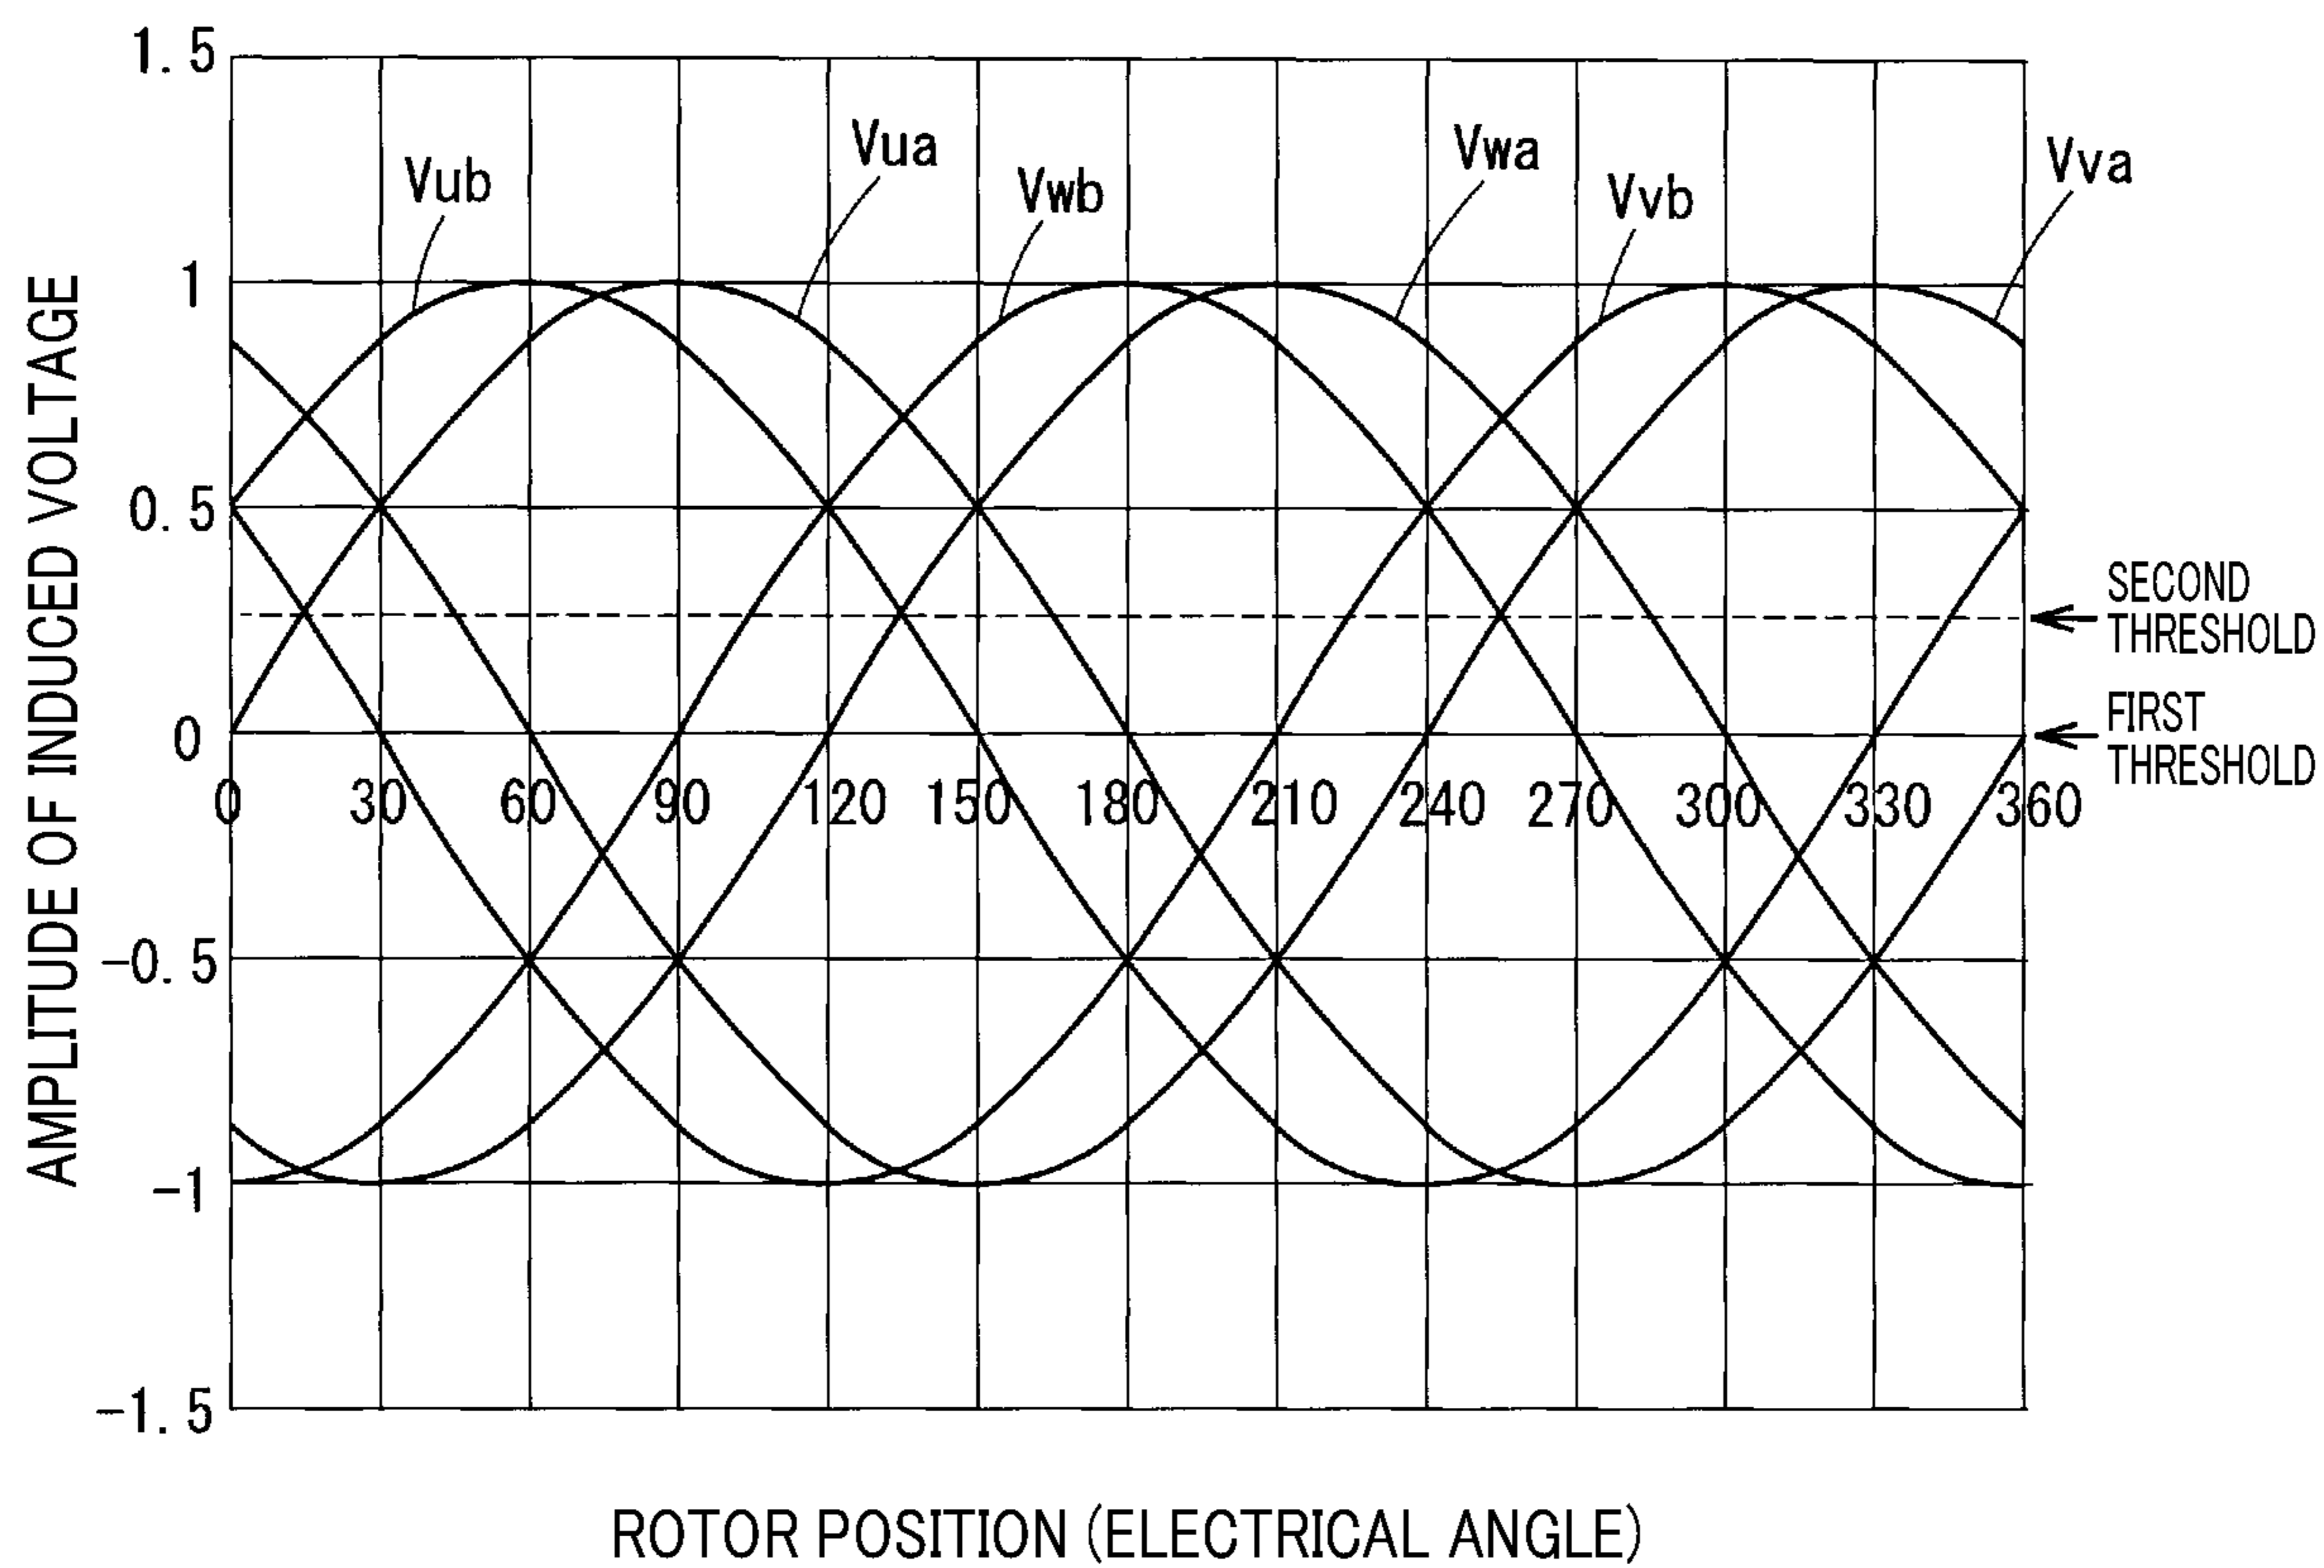 1.5
Vub
Vua
Vwb
Vwa
Vvb
Vva
1
0.5
0
-0.5
-1
-1.5
0 30 60 90 120 150 180 210 240 270 300 330 360
SECOND
THRESHOLD
FIRST
THRESHOLD
AMPLITUDE OF INDUCED VOLTAGE
ROTOR POSITION (ELECTRICAL ANGLE)